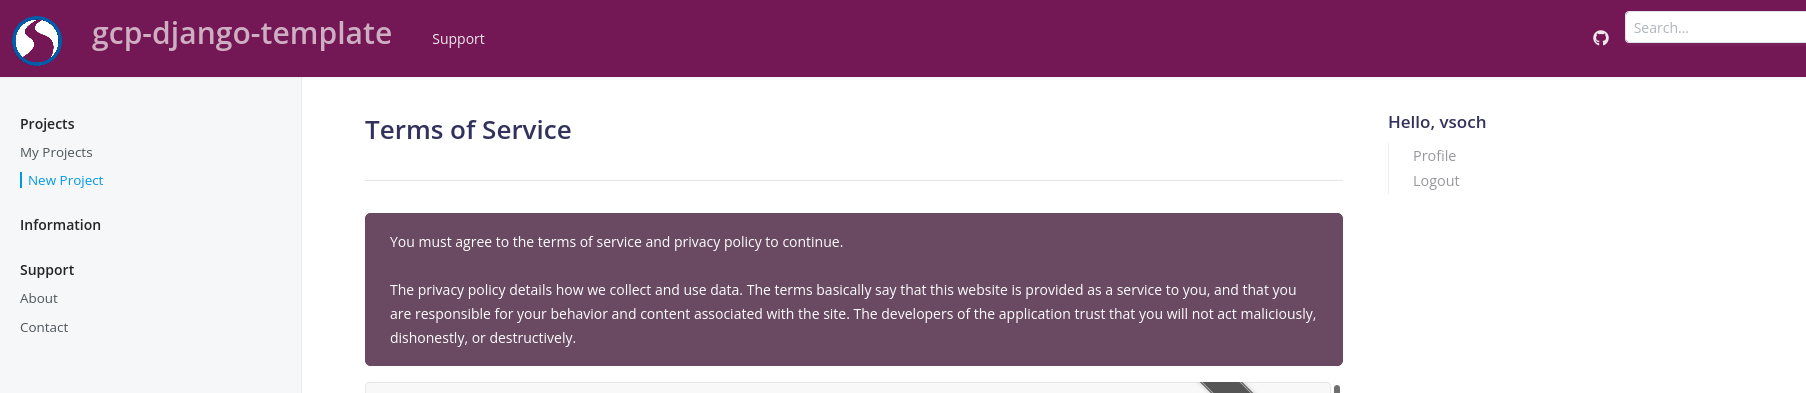 gcp-django-template
Support
Search...
Projects
My Projects
New Project
Information
Support
About
Contact
Terms of Service
You must agree to the terms of service and privacy policy to continue.
The privacy policy details how we collect and use data. The terms basically say that this website is provided as a service to you, and that you
are responsible for your behavior and content associated with the site. The developers of the application trust that you will not act maliciously,
dishonestly, or destructively.
Hello, vsoch
Profile
Logout